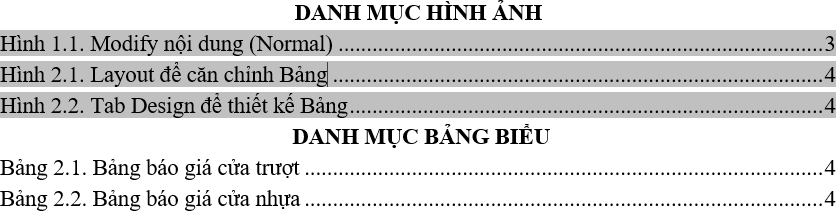 DANH MỤC HÌNH ẢNH
Hình 1.1. Modify nội dung (Normal) ........................................................................................ 3
Hình 2.1. Layout để căn chỉnh Bảng ........................................................................................ 4
Hình 2.2. Tab Design để thiết kế Bảng ........................................................................................ 4
DANH MỤC BẢNG BIỂU
Bảng 2.1. Bảng báo giá cửa trượt ........................................................................................ 4
Bảng 2.2. Bảng báo giá cửa nhựa ........................................................................................ 4